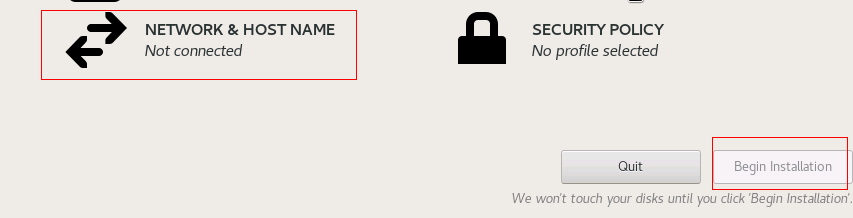 NETWORK & HOST NAME
Not connected
SECURITY POLICY
No profile selected
Quit
Begin Installation
We won't touch your disks until you click 'Begin Installation'.